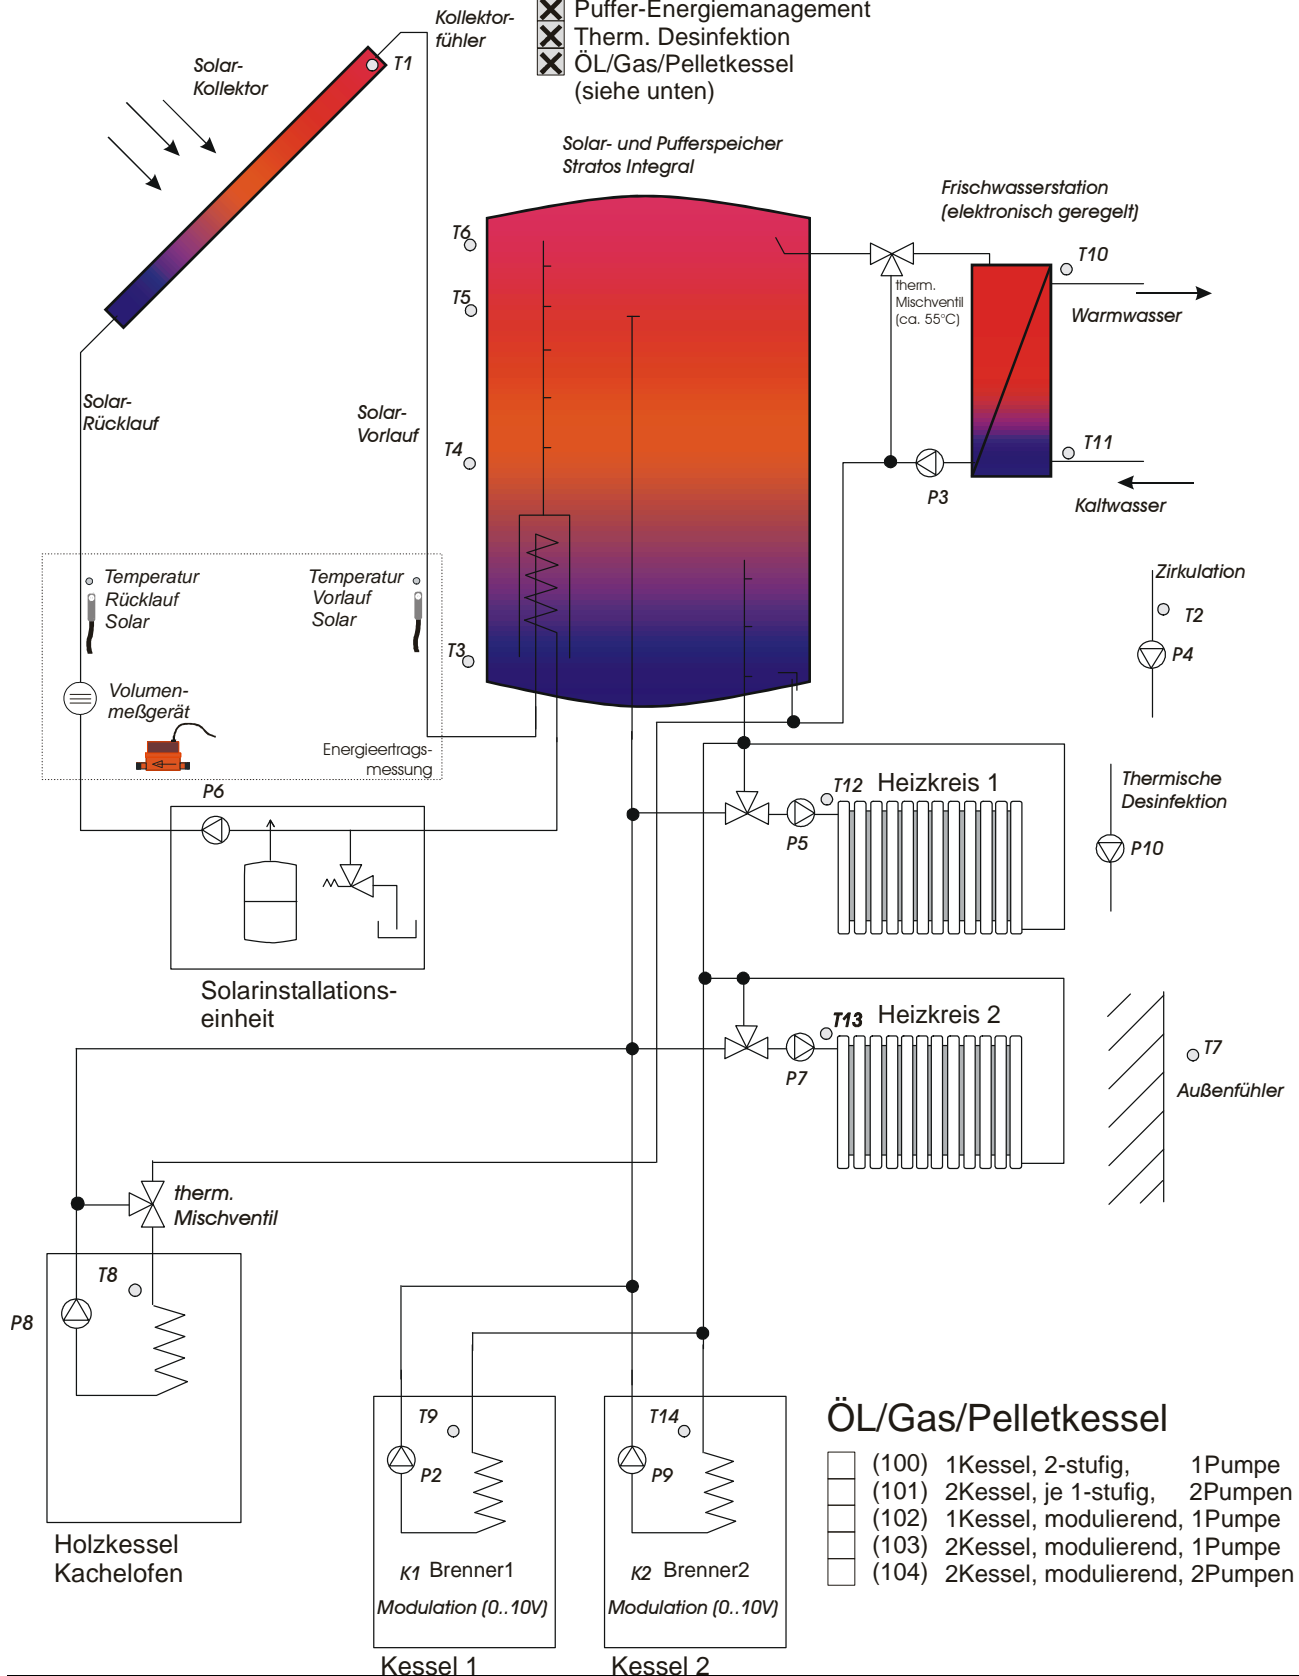 Puffer-Energiemanagement
Therm. Desinfektion
ÖL/Gas/Pelletkessel
(siehe unten)
Kollektor-
fühler
T1
Solar-
Kollektor
Solar- und Pufferspeicher
Stratos Integral
Frischwasserstation
(elektronisch geregelt)
T6
T10
T5
therm.
Mischventil
(ca. 55°C)
Warmwasser
Solar-
Rücklauf
Solar-
Vorlauf
T4
T11
P3
Kaltwasser
Temperatur
Rücklauf
Solar
Temperatur
Vorlauf
Solar
Zirkulation
T2
T3
P4
Volumen-
meßgerät
Energieertrags-
messung
P6
T12
Heizkreis 1
Thermische
Desinfektion
P5
P10
Solarinstallations-
einheit
T13
Heizkreis 2
P7
T7
Außenfühler
therm.
Mischventil
T8
P8
Holzkessel
Kachelofen
T9
P2
K1 Brenner1
Modulation (0..10V)
Kessel 1
T14
P9
K2 Brenner2
Modulation (0..10V)
Kessel 2
ÖL/Gas/Pelletkessel
(100) 1Kessel, 2-stufig, 1Pumpe
(101) 2Kessel, je 1-stufig, 2Pumpen
(102) 1Kessel, modulierend, 1Pumpe
(103) 2Kessel, modulierend, 1Pumpe
(104) 2Kessel, modulierend, 2Pumpen